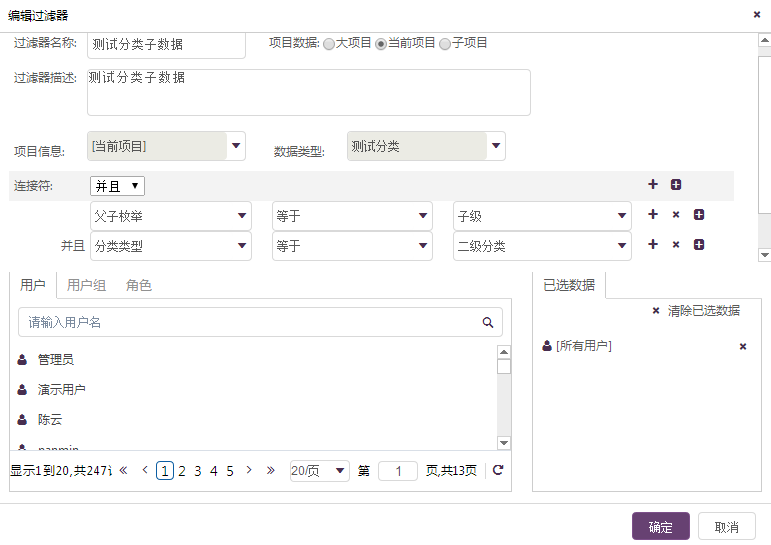 编辑过滤器
过滤器名称: 测试分类子数据 项目数据: 大项目 当前项目 子项目
过滤器描述: 测试分类子数据
项目信息: [当前项目] 数据类型: 测试分类
连接符: 并且
父子枚举 等于 子级
并且 分类类型 等于 二级分类
用户 用户组 角色
请输入用户名
管理员
演示用户
陈云
显示1到20,共247 1 2 3 4 5 20/页 第 1 页,共13页
已选数据
清除已选数据
[所有用户]
确定 取消